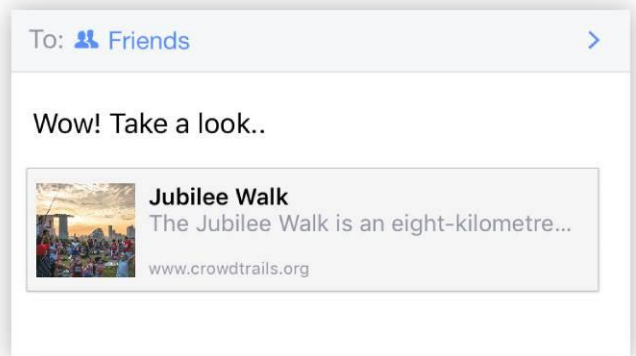 To: Friends
Wow! Take a look..
Jubilee Walk
The Jubilee Walk is an eight-kilometre...
www.crowdtrails.org